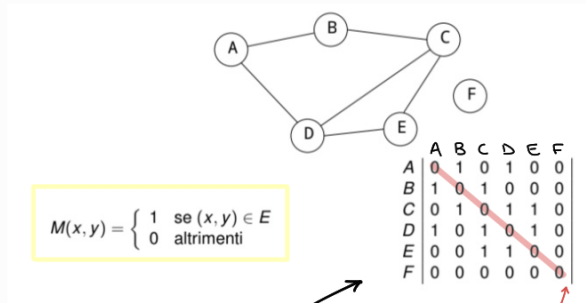 B
A
C
F
D
E
A B C D E F
A 0 1 0 1 0 0
B 1 0 1 0 0 0
C 0 1 0 1 1 0
D 1 0 1 0 1 0
E 0 0 1 1 0 0
F 0 0 0 0 0 0
M(x, y) = { 1 se (x, y) ∈ E
0 altrimenti